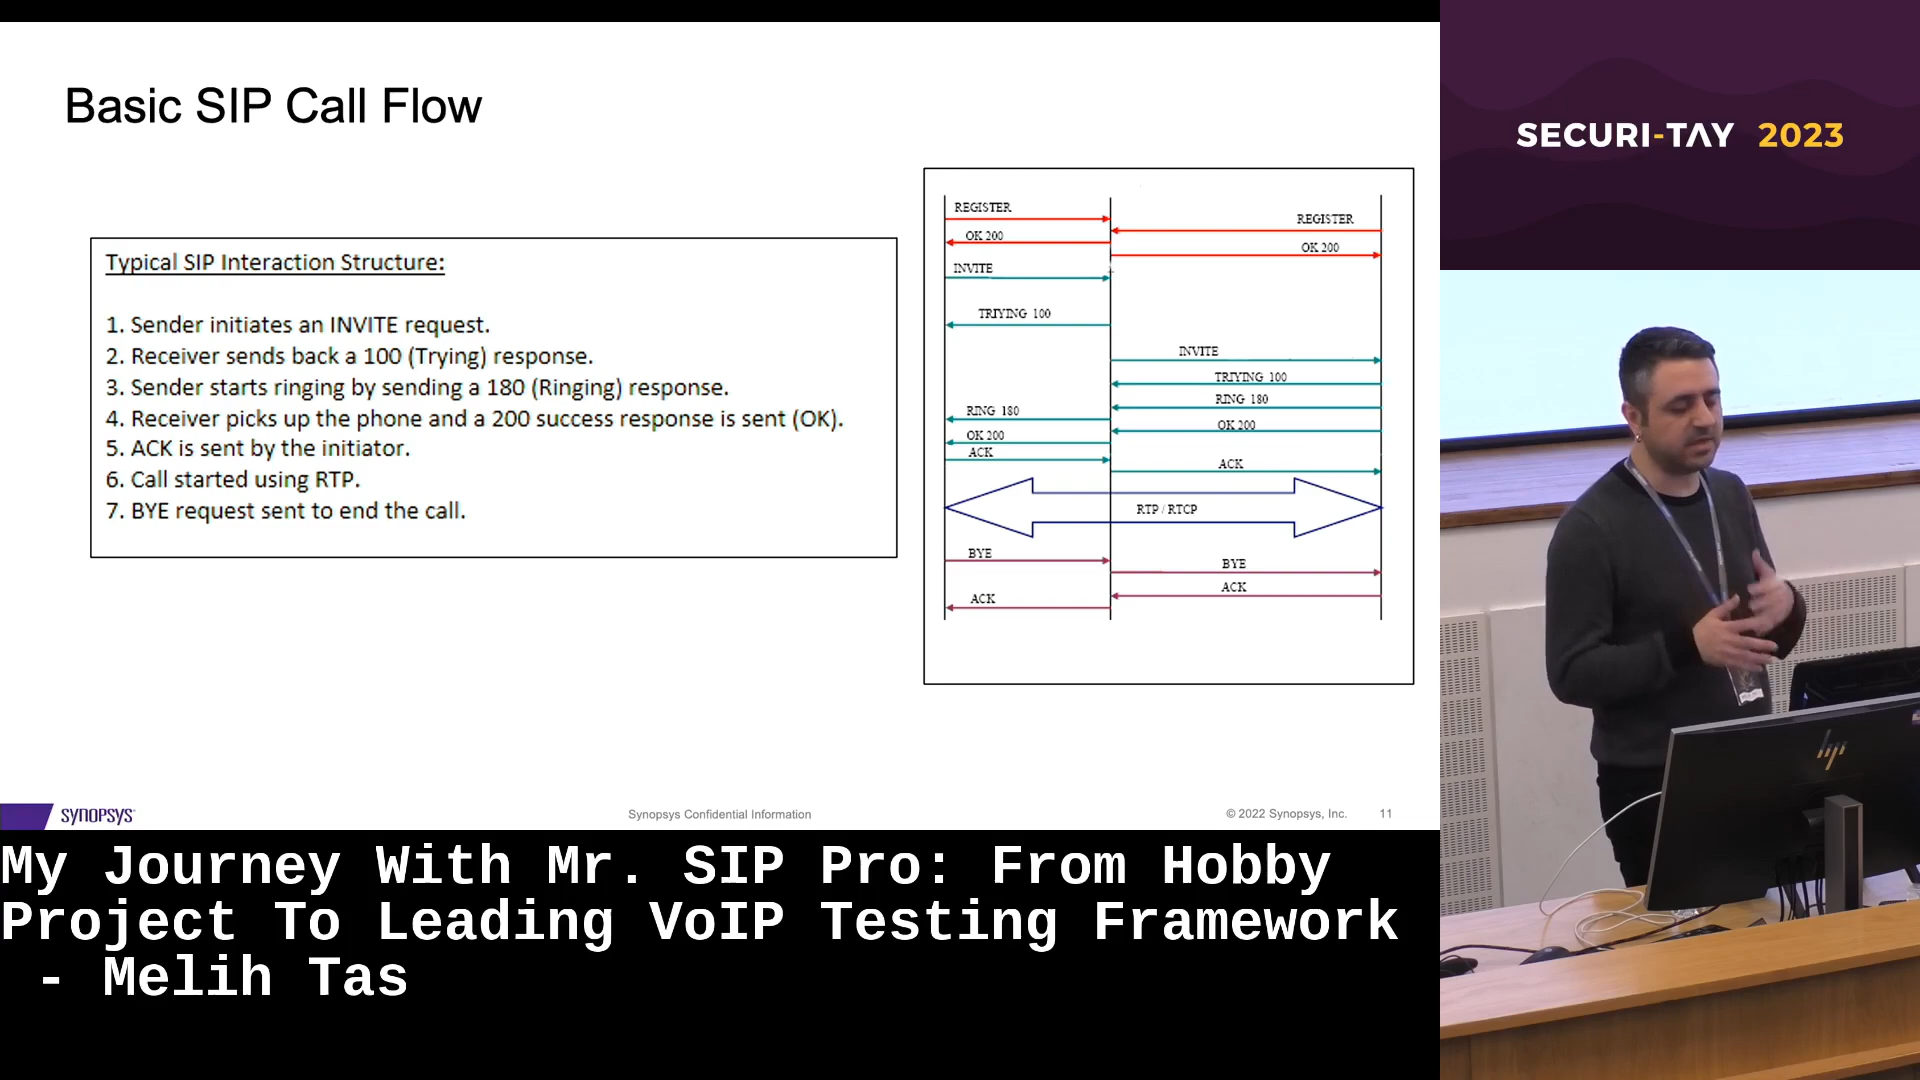 Basic SIP Call Flow
Typical SIP Interaction Structure:
1. Sender initiates an INVITE request.
2. Receiver sends back a 100 (Trying) response.
3. Sender starts ringing by sending a 180 (Ringing) response.
4. Receiver picks up the phone and a 200 success response is sent (OK).
5. ACK is sent by the initiator.
6. Call started using RTP.
7. BYE request sent to end the call.
REGISTER
REGISTER
OK 200
OK 200
INVITE
TRIYING 100
INVITE
TRIYING 100
RING 180
RING 180
OK 200
OK 200
ACK
ACK
RTP / RTCP
BYE
BYE
ACK
ACK
SYNOPSYS
Synopsys Confidential Information
© 2022 Synopsys, Inc.
11
SECURI-TAY 2023
hp
My Journey With Mr. SIP Pro: From Hobby
Project To Leading VoIP Testing Framework
- Melih Tas